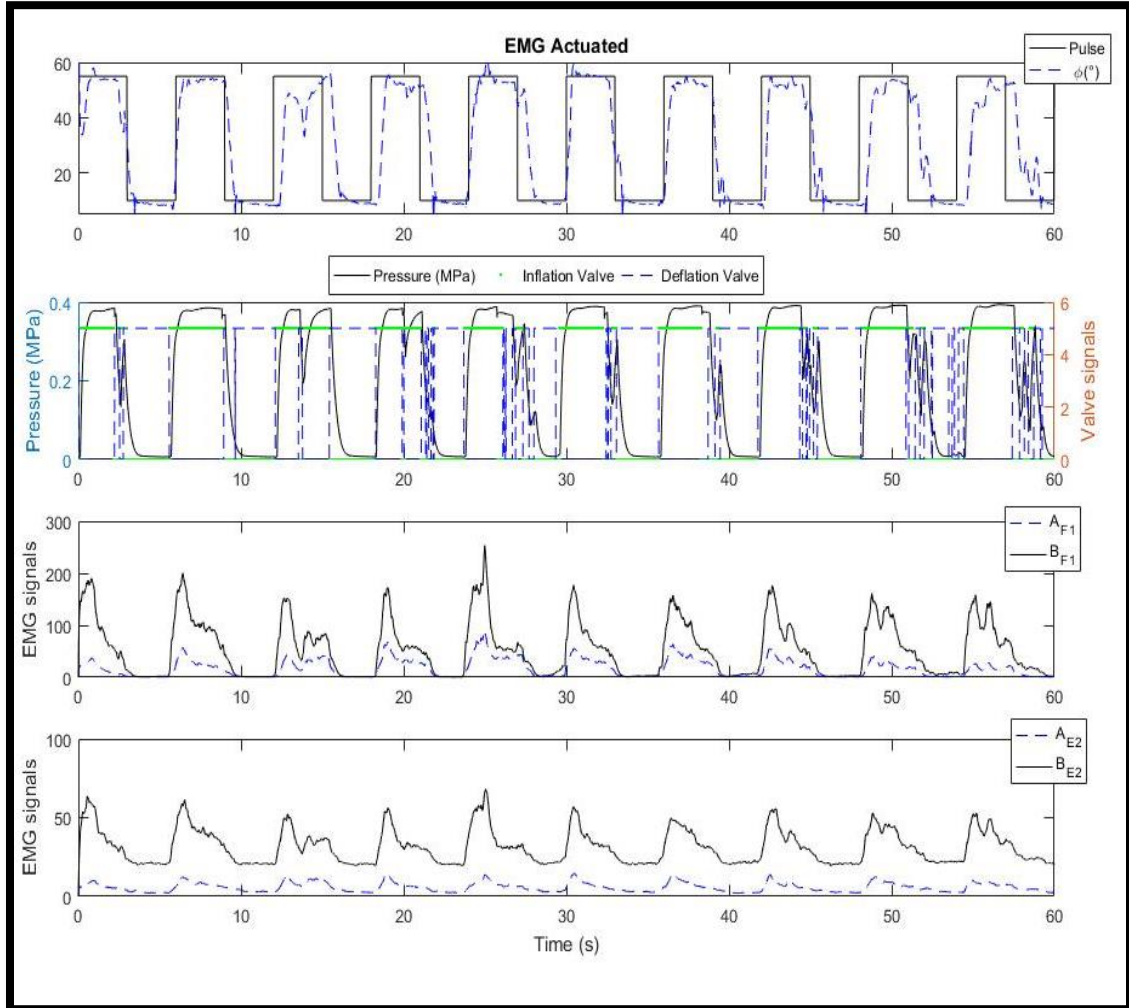 EMG Actuated
Pulse
ϕ(°)
60
40
20
0 10 20 30 40 50 60
Pressure (MPa) Inflation Valve Deflation Valve
Pressure (MPa)
0.4
0.2
0
6
4
2
0
Valve signals
0 10 20 30 40 50 60
EMG signals
300
200
100
0
A_F1
B_F1
0 10 20 30 40 50 60
EMG signals
100
50
0
A_E2
B_E2
0 10 20 30 40 50 60
Time (s)